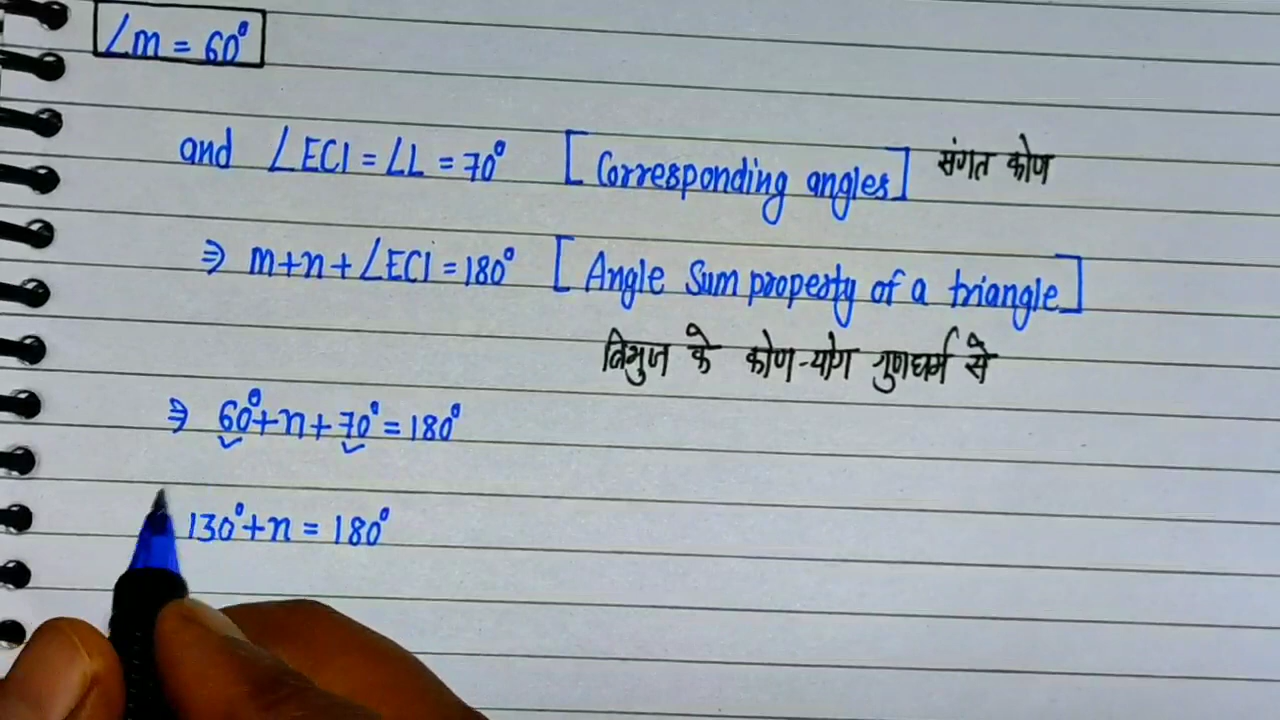 ∠m = 60°
and ∠ECI = ∠L = 70° [Corresponding angles] संगत कोण
⇒ m+n+∠ECI = 180° [Angle Sum property of a triangle]
त्रिभुज के कोण-योग गुणधर्म से
⇒ 60°+n+70° = 180°
130°+n = 180°